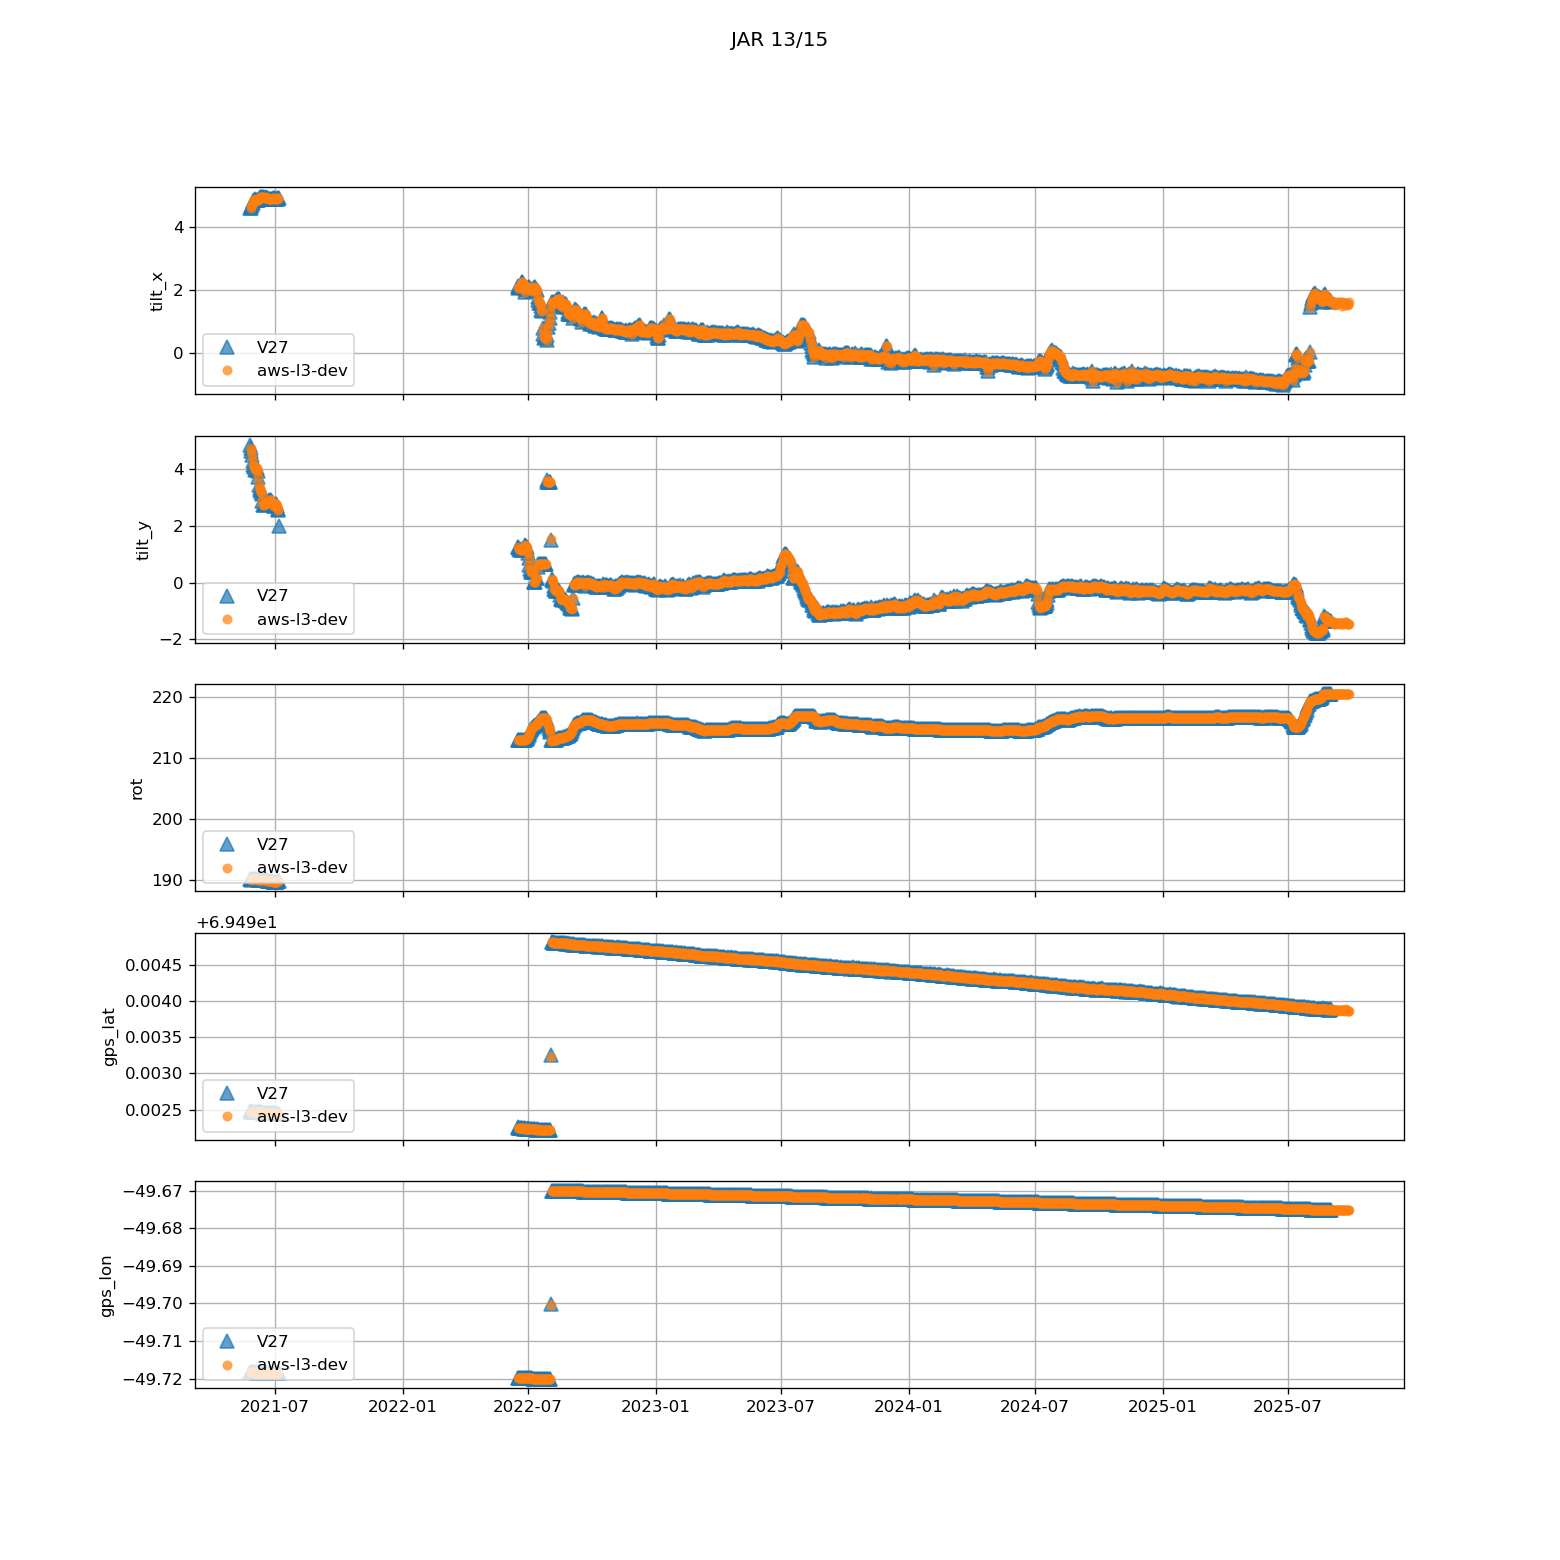 JAR 13/15
4
2
0
tilt_x
V27
aws-l3-dev
4
2
0
−2
tilt_y
V27
aws-l3-dev
220
210
200
190
rot
V27
aws-l3-dev
+6.949e1
0.0045
0.0040
0.0035
0.0030
0.0025
gps_lat
V27
aws-l3-dev
−49.67
−49.68
−49.69
−49.70
−49.71
−49.72
gps_lon
V27
aws-l3-dev
2021-07 2022-01 2022-07 2023-01 2023-07 2024-01 2024-07 2025-01 2025-07